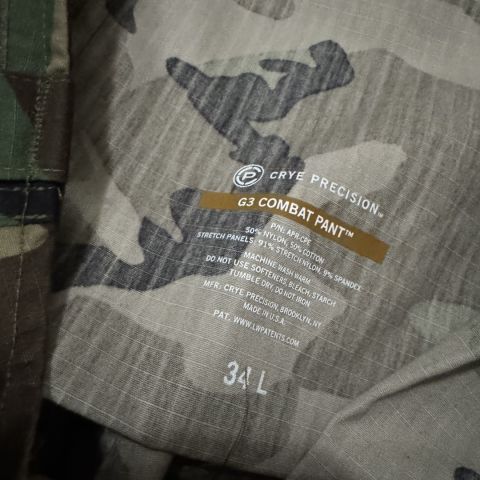 CP CRYE PRECISION™
G3 COMBAT PANT™
P/N: APR-CPE
50% NYLON, 50% COTTON
STRETCH PANELS: 91% STRETCH NYLON, 9% SPANDEX
MACHINE WASH WARM
DO NOT USE SOFTENERS, BLEACH, STARCH
TUMBLE DRY, DO NOT IRON
MFR: CRYE PRECISION, BROOKLYN, NY
MADE IN U.S.A.
PAT. WWW.LWPATENTS.COM
34 L